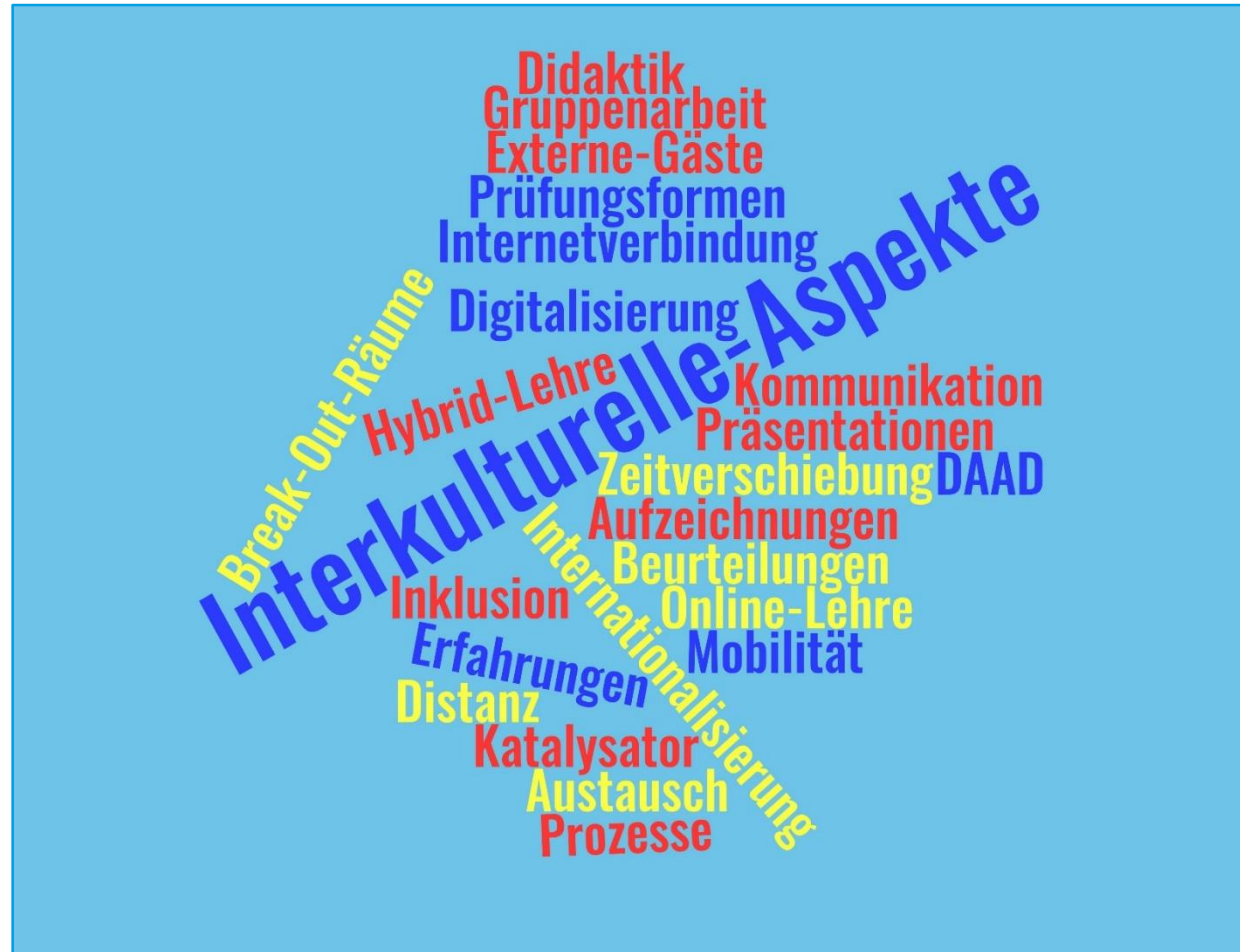 Didaktik
Gruppenarbeit
Externe-Gäste
Prüfungsformen
Internetverbindung
Digitalisierung
Break-Out-Räume
Hybrid-Lehre
Interkulturelle-Aspekte
Kommunikation
Präsentationen
Zeitverschiebung
DAAD
Aufzeichnungen
Beurteilungen
Internationalisierung
Inklusion
Online-Lehre
Erfahrungen
Mobilität
Distanz
Katalysator
Austausch
Prozesse